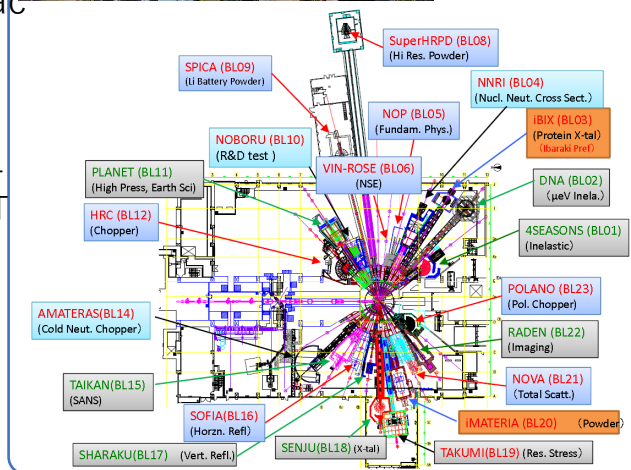 ac
SuperHRPD (BL08)
(Hi Res. Powder)
SPICA (BL09)
(Li Battery Powder)
NNRI (BL04)
(Nucl. Neut. Cross Sect.)
NOP (BL05)
(Fundam. Phys.)
iBIX (BL03)
(Protein X-tal)
(Ibaraki Pref)
NOBORU (BL10)
(R&D test )
VIN-ROSE (BL06)
(NSE)
PLANET (BL11)
(High Press, Earth Sci)
DNA (BL02)
(μeV Inela.)
HRC (BL12)
(Chopper)
4SEASONS (BL01)
(Inelastic)
POLANO (BL23)
(Pol. Chopper)
AMATERAS(BL14)
(Cold Neut. Chopper)
RADEN (BL22)
(Imaging)
TAIKAN(BL15)
(SANS)
NOVA (BL21)
(Total Scatt.)
SOFIA(BL16)
(Horzn. Refl)
iMATERIA (BL20) (Powder)
SHARAKU(BL17) (Vert. Refl.)
SENJU(BL18) (X-tal)
TAKUMI(BL19) (Res. Stress)